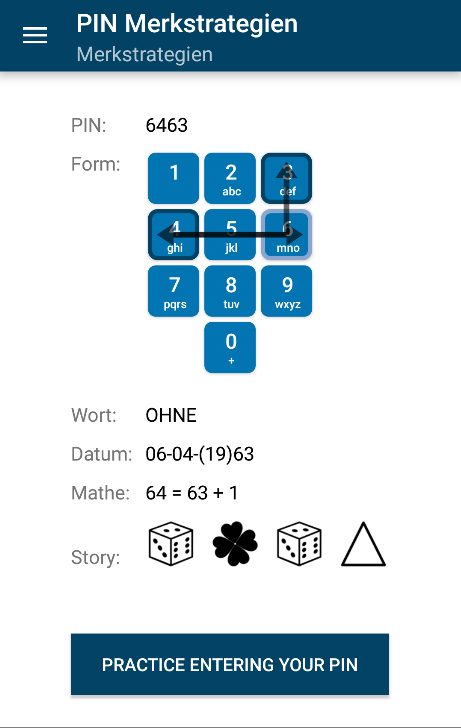 PIN Merkstrategien
Merkstrategien
PIN: 6463
Form:
1 2 3
abc def
4 5 6
ghi jkl mno
7 8 9
pqrs tuv wxyz
0
+
Wort: OHNE
Datum: 06-04-(19)63
Mathe: 64 = 63 + 1
Story:
PRACTICE ENTERING YOUR PIN